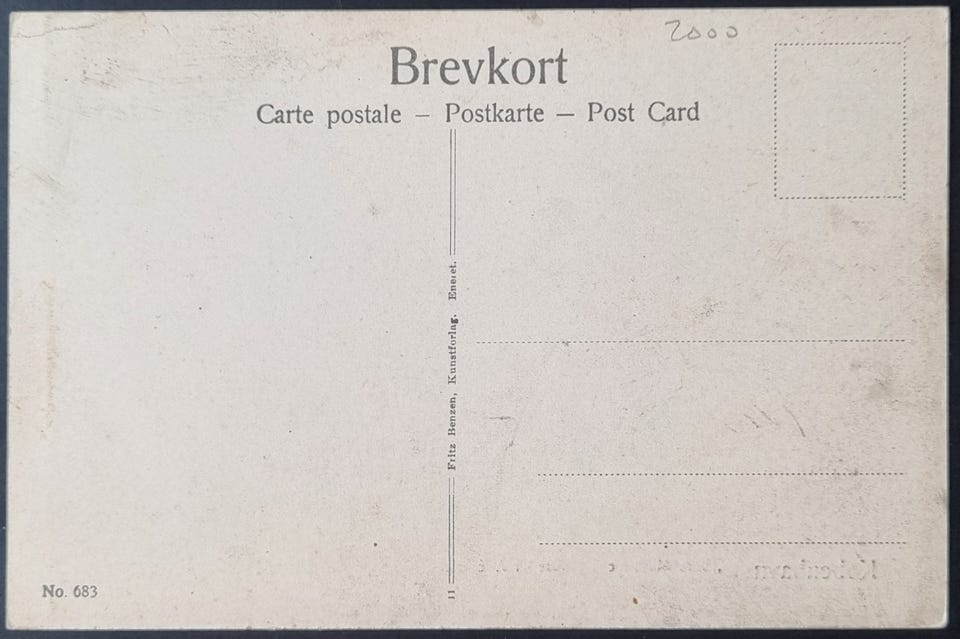 2000
Brevkort
Carte postale – Postkarte — Post Card
Fritz Benzen, Kunstforlag. Eneret.
11
No. 683